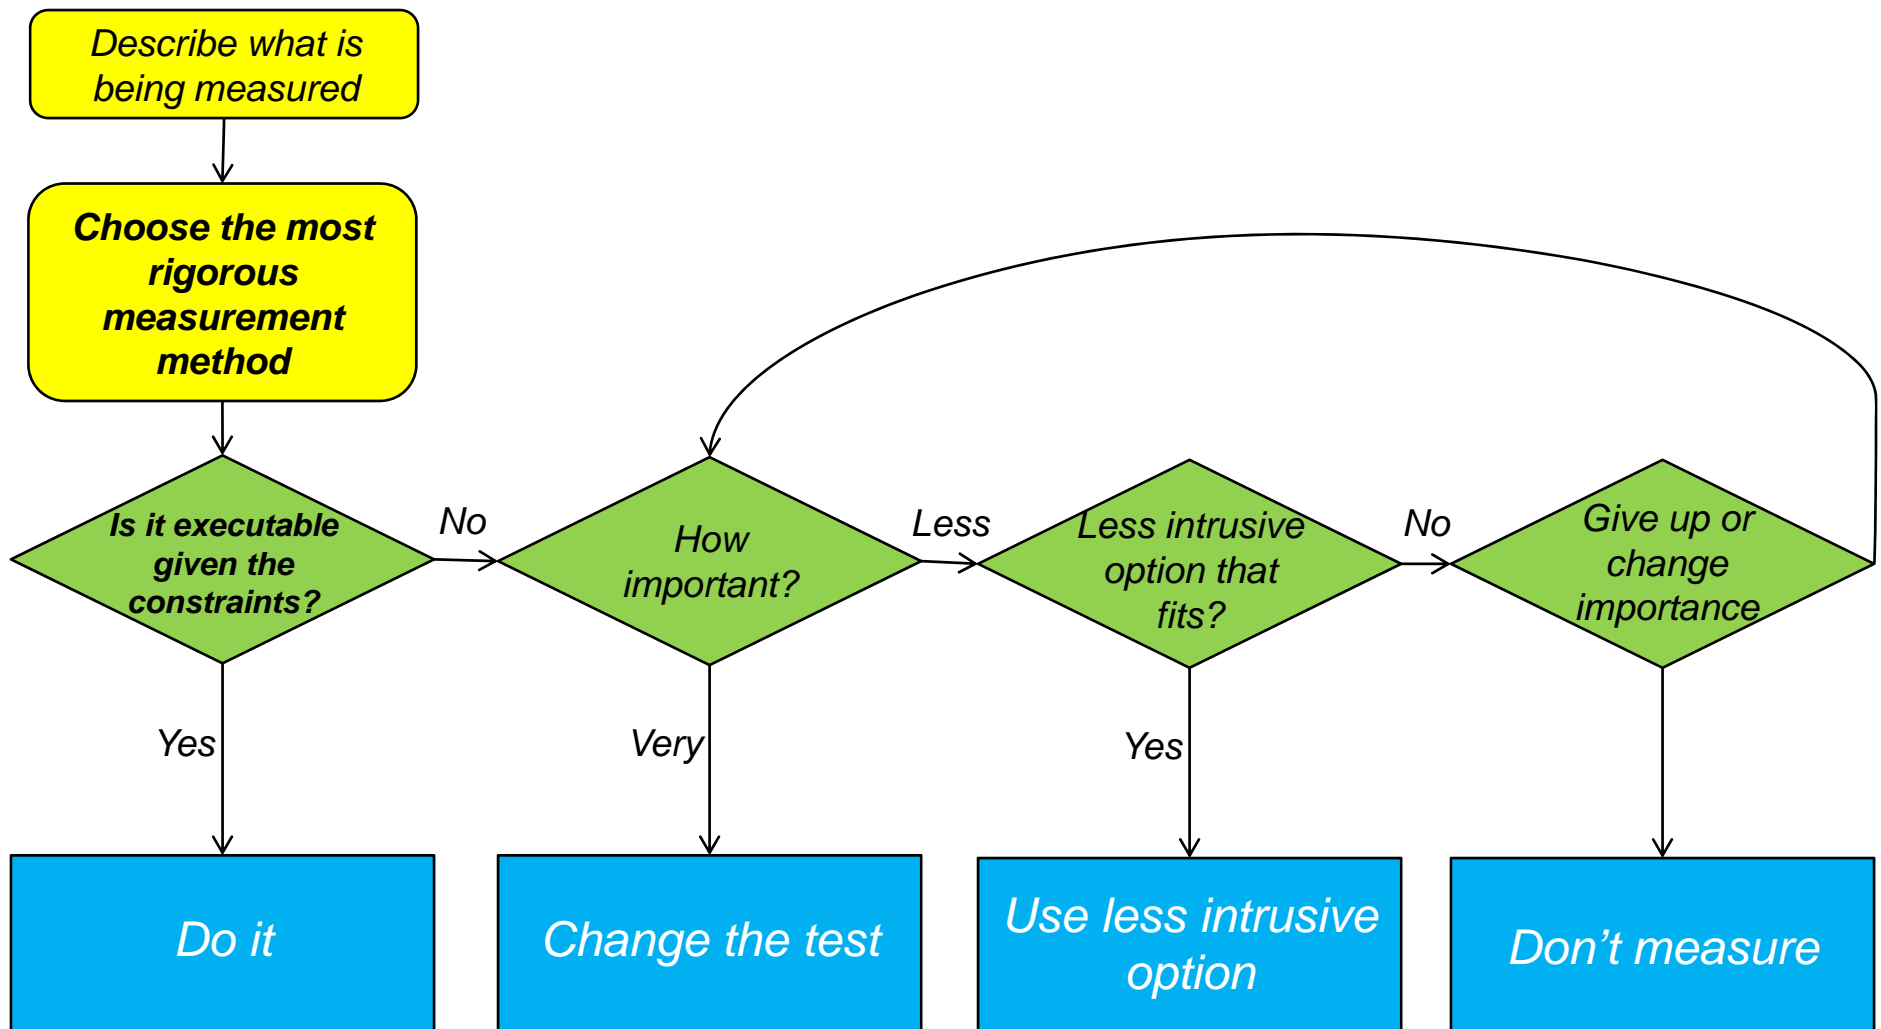 Describe what is
being measured
Choose the most
rigorous
measurement
method
Is it executable
given the
constraints?
No
How
important?
Less
Less intrusive
option that
fits?
No
Give up or
change
importance
Yes
Very
Yes
Do it
Change the test
Use less intrusive
option
Don’t measure